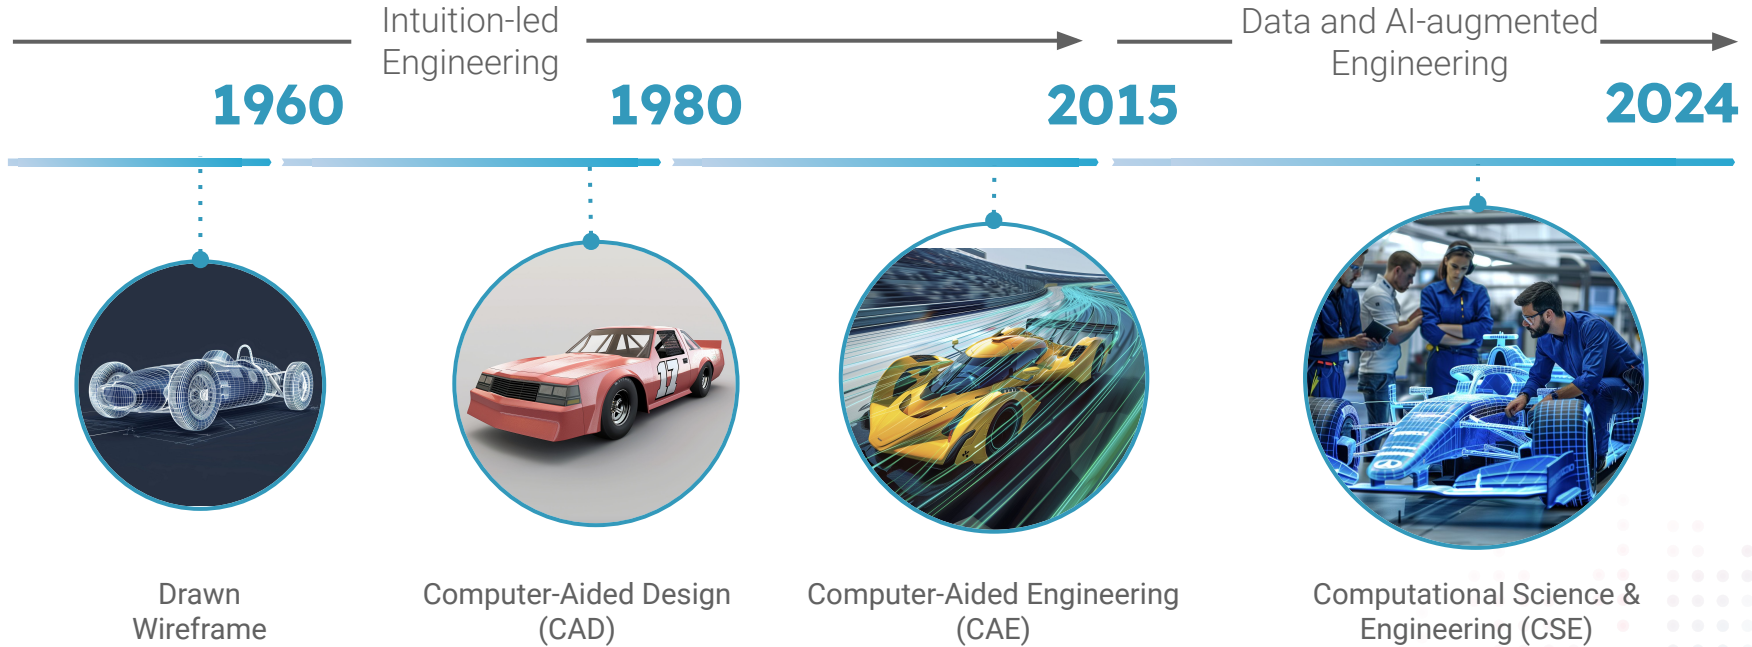 Intuition-led
Engineering
Data and AI-augmented
Engineering
1960
1980
2015
2024
17
Drawn
Wireframe
Computer-Aided Design
(CAD)
Computer-Aided Engineering
(CAE)
Computational Science &
Engineering (CSE)